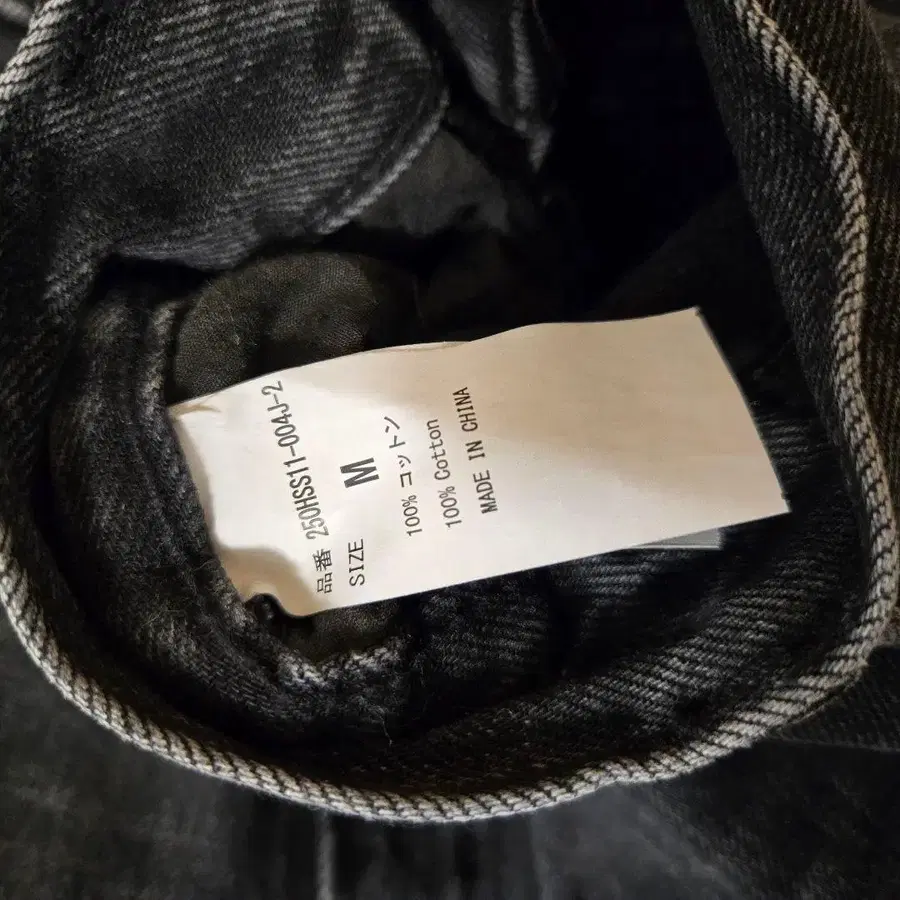 品番 250HSS11-004J-2
SIZE M
100% コットン
100% Cotton
MADE IN CHINA